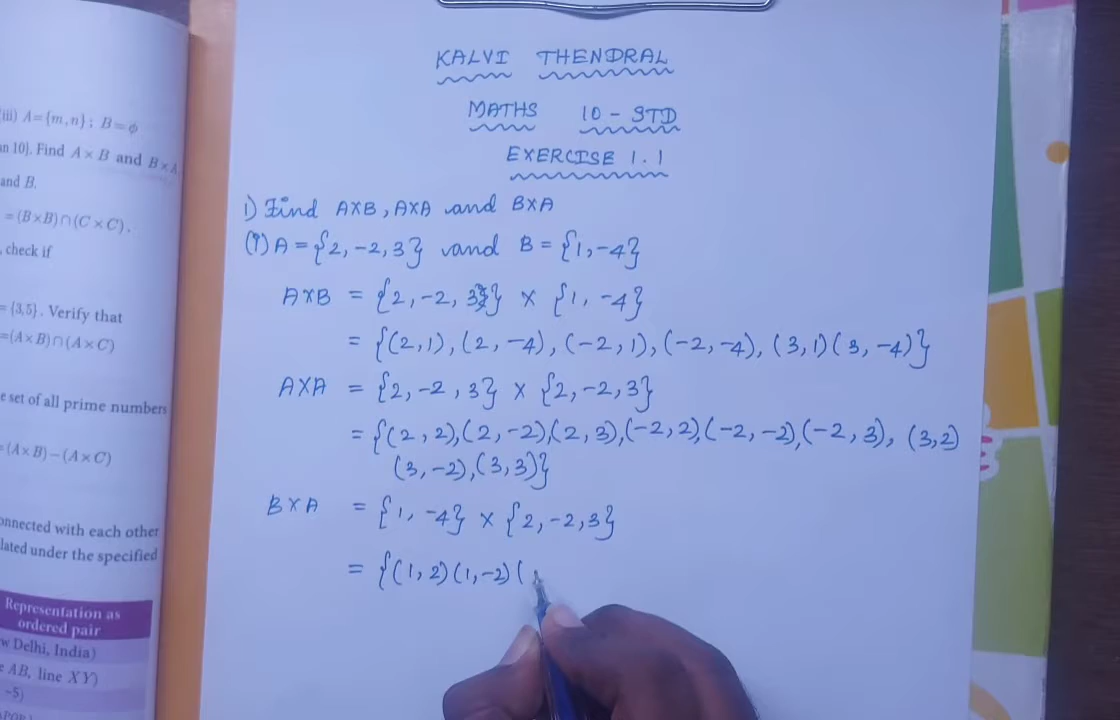 (iii) A={m,n}; B=ϕ
n 10}. Find A×B and B×A
and B.
=(B×B)∩(C×C).
check if
={3,5}. Verify that
=(A×B)∩(A×C)
e set of all prime numbers
=(A×B)−(A×C)
onnected with each other
lated under the specified
Representation as
ordered pair
w Delhi, India)
AB, line XY)
−5)
KALVI THENDRAL
MATHS 10 - STD
EXERCISE 1.1
1) Find A×B, A×A and B×A
(i) A = {2, −2, 3} and B = {1, −4}
A×B = {2, −2, 3} × {1, −4}
= {(2, 1), (2, −4), (−2, 1), (−2, −4), (3, 1)(3, −4)}
A×A = {2, −2, 3} × {2, −2, 3}
= {(2, 2), (2, −2), (2, 3), (−2, 2), (−2, −2), (−2, 3), (3, 2)
(3, −2), (3, 3)}
B×A = {1, −4} × {2, −2, 3}
= {(1, 2)(1, −2)(